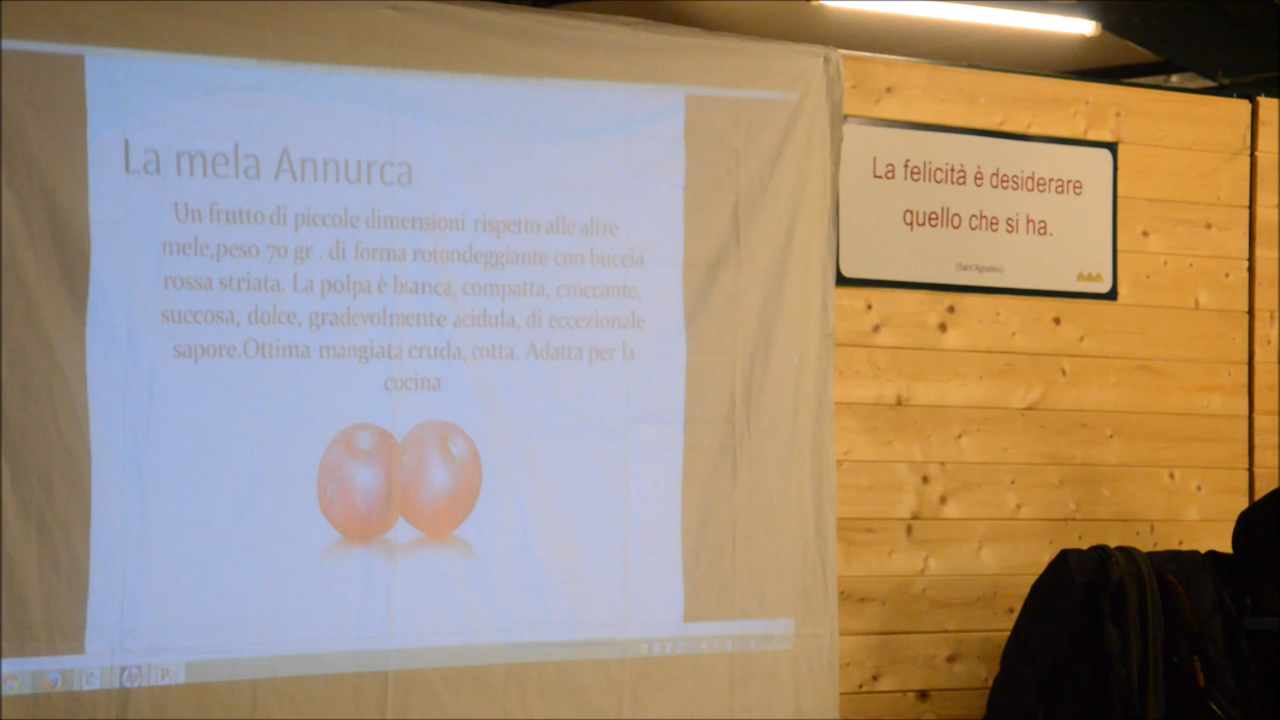 La mela Annurca
Un frutto di piccole dimensioni rispetto alle altre
mele,peso 70 gr . di forma rotondeggiante con buccia
rossa striata. La polpa è bianca, compatta, croccante,
succosa, dolce, gradevolmente acidula, di eccezionale
sapore.Ottima mangiata cruda, cotta. Adatta per la
cucina
La felicità è desiderare
quello che si ha.
(Sant'Agostino)